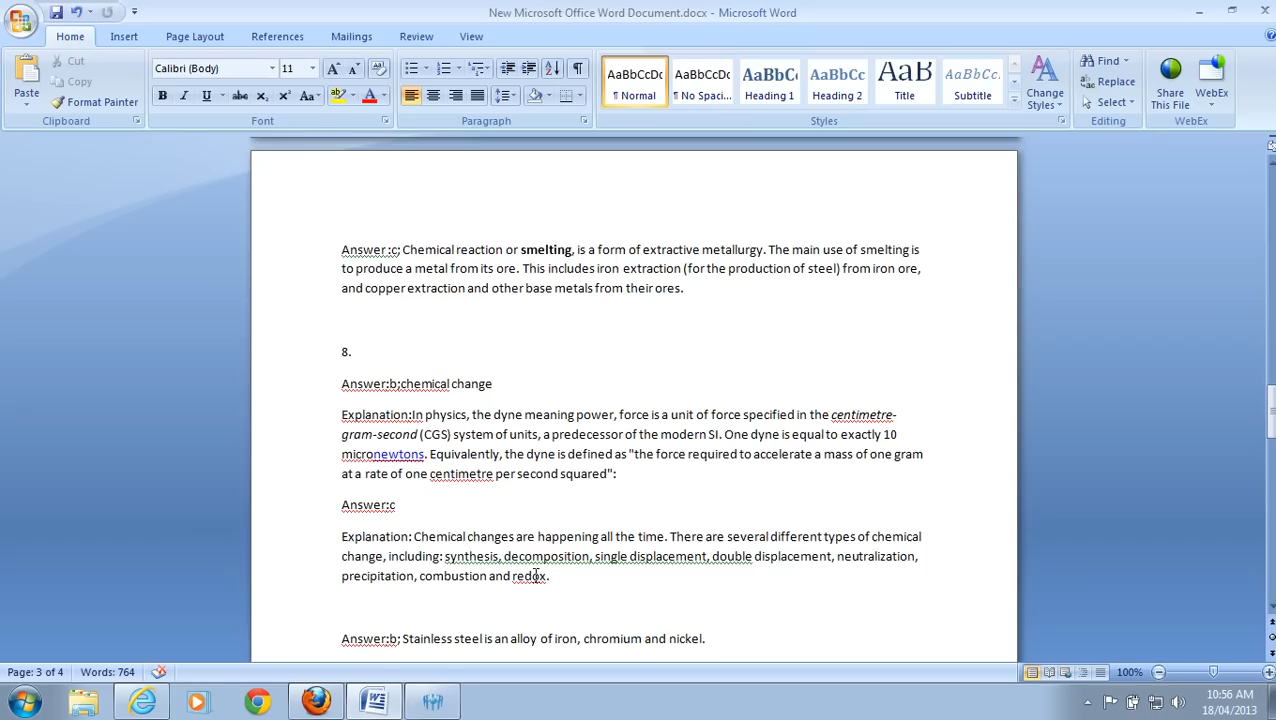 New Microsoft Office Word Document.docx - Microsoft Word
Home Insert Page Layout References Mailings Review View
Paste
Cut
Copy
Format Painter
Clipboard
Calibri (Body) 11
Font
Paragraph
AaBbCcDc AaBbCcDc AaBbC AaBbCc AaB AaBbCc.
¶ Normal ¶ No Spaci... Heading 1 Heading 2 Title Subtitle
Styles
Change
Styles
Find
Replace
Select
Editing
Share
This File
WebEx
WebEx
Answer :c; Chemical reaction or smelting, is a form of extractive metallurgy. The main use of smelting is
to produce a metal from its ore. This includes iron extraction (for the production of steel) from iron ore,
and copper extraction and other base metals from their ores.
8.
Answer:b;chemical change
Explanation:In physics, the dyne meaning power, force is a unit of force specified in the centimetre-
gram-second (CGS) system of units, a predecessor of the modern SI. One dyne is equal to exactly 10
micronewtons. Equivalently, the dyne is defined as "the force required to accelerate a mass of one gram
at a rate of one centimetre per second squared":
Answer:c
Explanation: Chemical changes are happening all the time. There are several different types of chemical
change, including: synthesis, decomposition, single displacement, double displacement, neutralization,
precipitation, combustion and redox.
Answer:b; Stainless steel is an alloy of iron, chromium and nickel.
Page: 3 of 4 Words: 764 100%
10:56 AM
18/04/2013